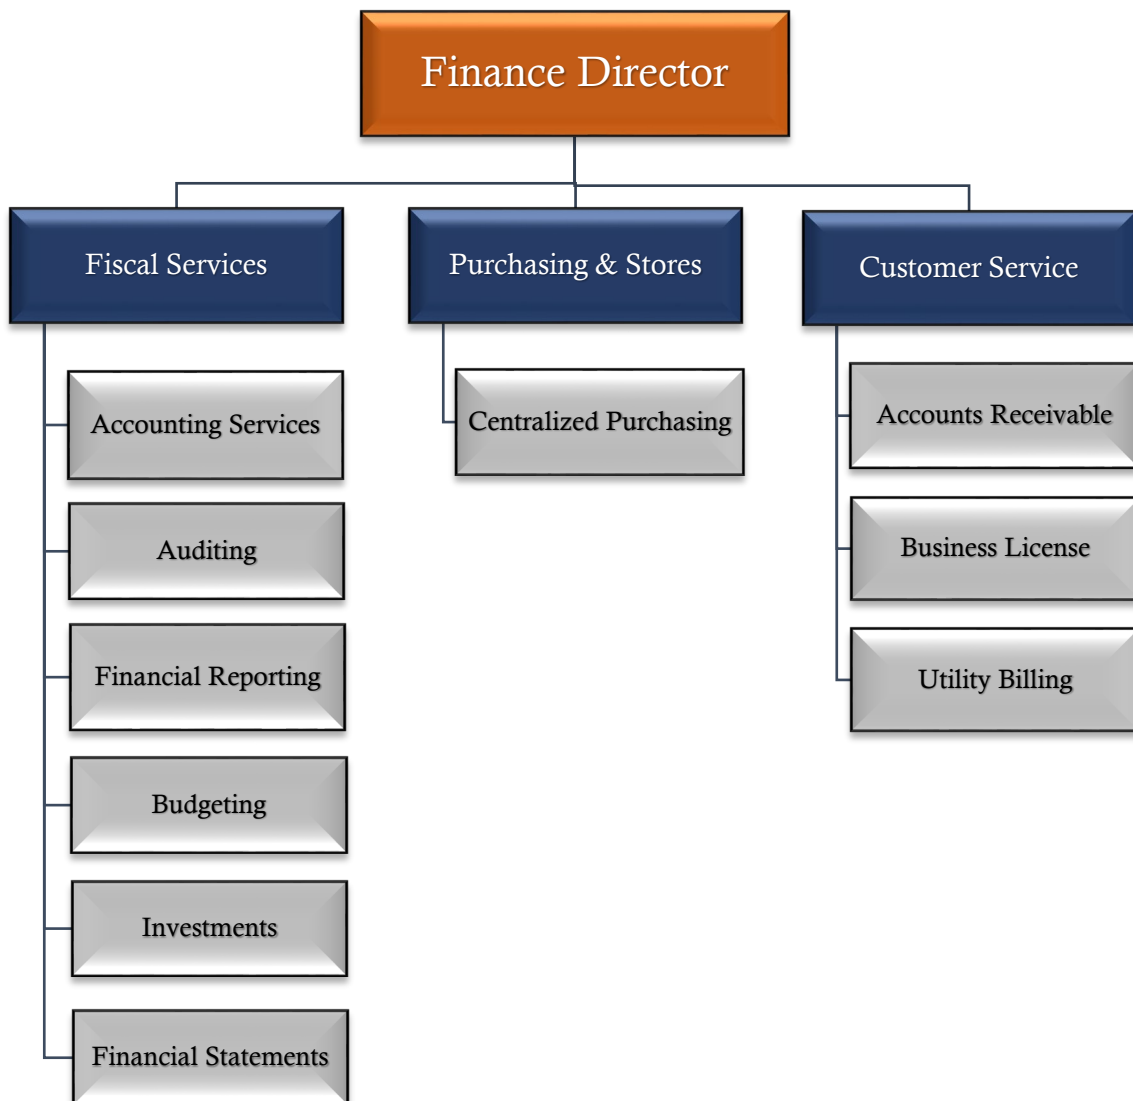 Finance Director
Fiscal Services
Purchasing & Stores
Customer Service
Accounting Services
Auditing
Financial Reporting
Budgeting
Investments
Financial Statements
Centralized Purchasing
Accounts Receivable
Business License
Utility Billing